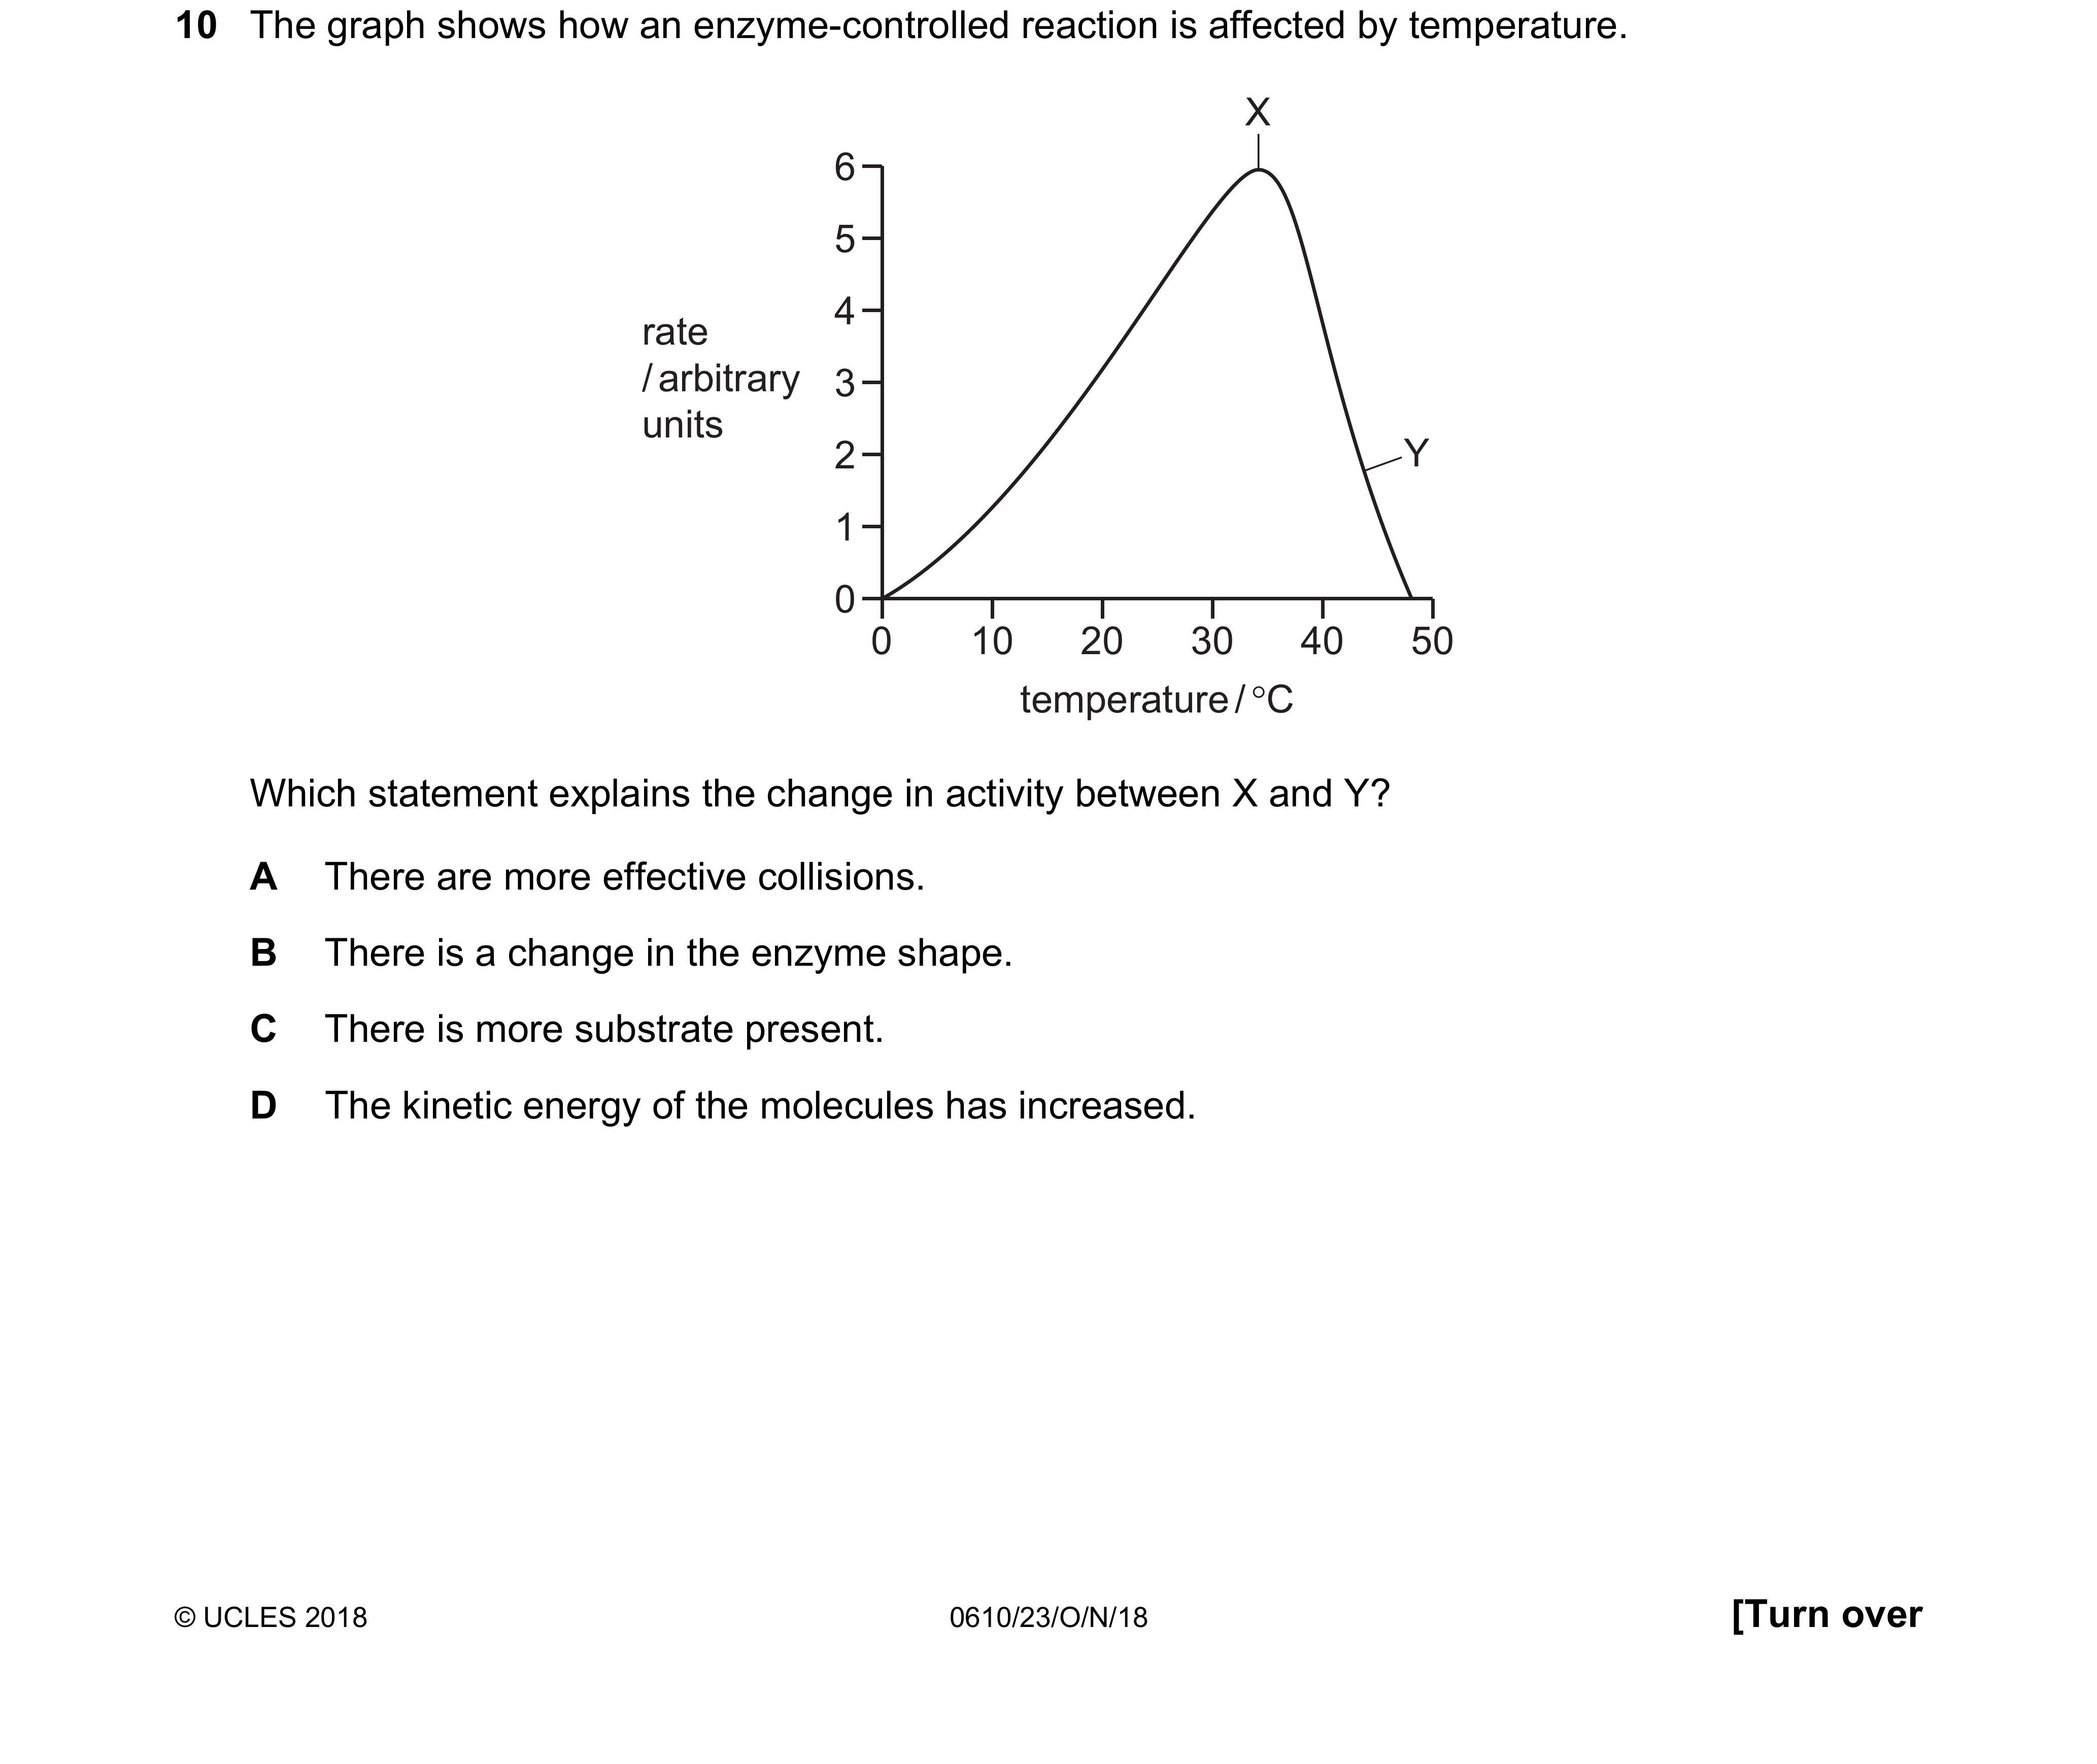 10 The graph shows how an enzyme-controlled reaction is affected by temperature.
X
6
5
4
3
2
1
0
rate
/ arbitrary
units
Y
0 10 20 30 40 50
temperature / °C
Which statement explains the change in activity between X and Y?
A There are more effective collisions.
B There is a change in the enzyme shape.
C There is more substrate present.
D The kinetic energy of the molecules has increased.
© UCLES 2018 0610/23/O/N/18 [Turn over